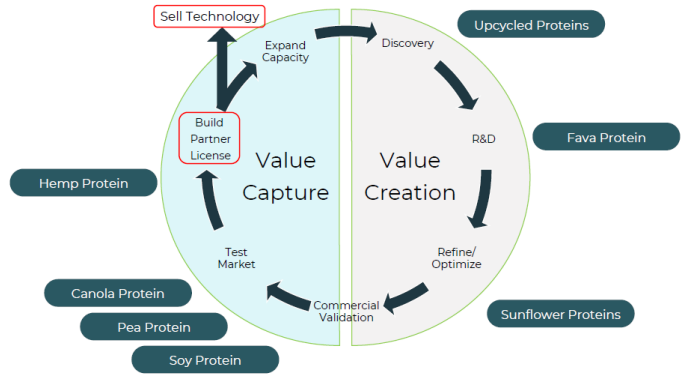 Sell Technology
Expand
Capacity
Discovery
Upcycled Proteins
Build
Partner
License
R&D
Fava Protein
Value
Capture
Value
Creation
Hemp Protein
Test
Market
Refine/
Optimize
Canola Protein
Commercial
Validation
Sunflower Proteins
Pea Protein
Soy Protein